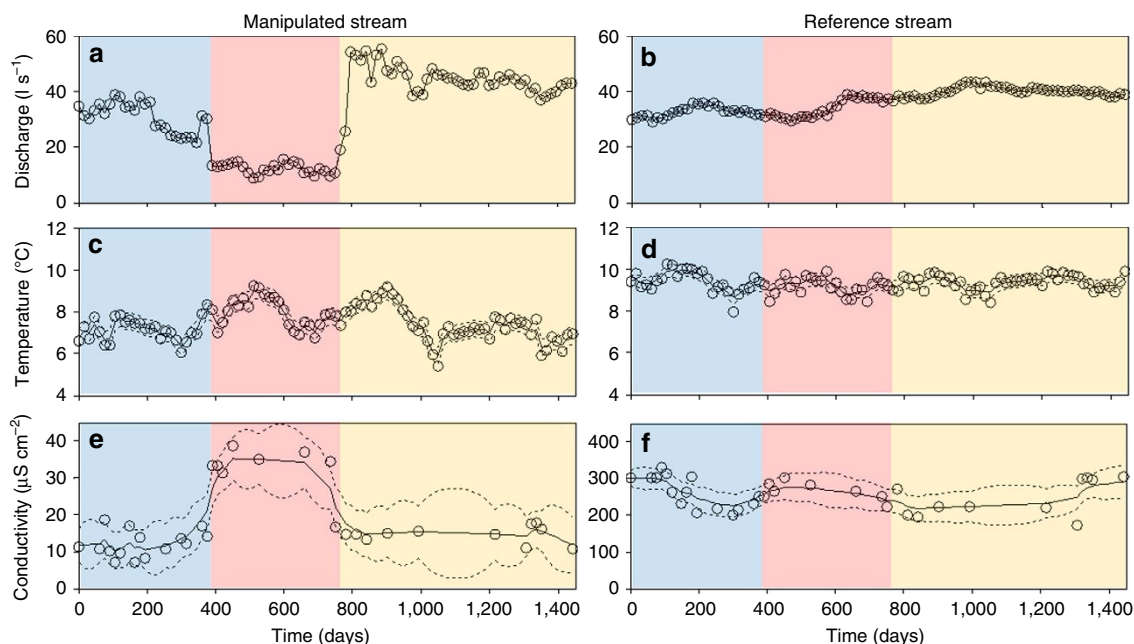 Manipulated stream
Reference stream
Discharge (l s⁻¹)
60
40
20
0
a
60
40
20
0
b
Temperature (°C)
12
10
8
6
4
c
12
10
8
6
4
d
Conductivity (μS cm⁻²)
40
30
20
10
0
e
400
300
200
100
0
f
0 200 400 600 800 1,000 1,200 1,400
0 200 400 600 800 1,000 1,200 1,400
Time (days)
Time (days)